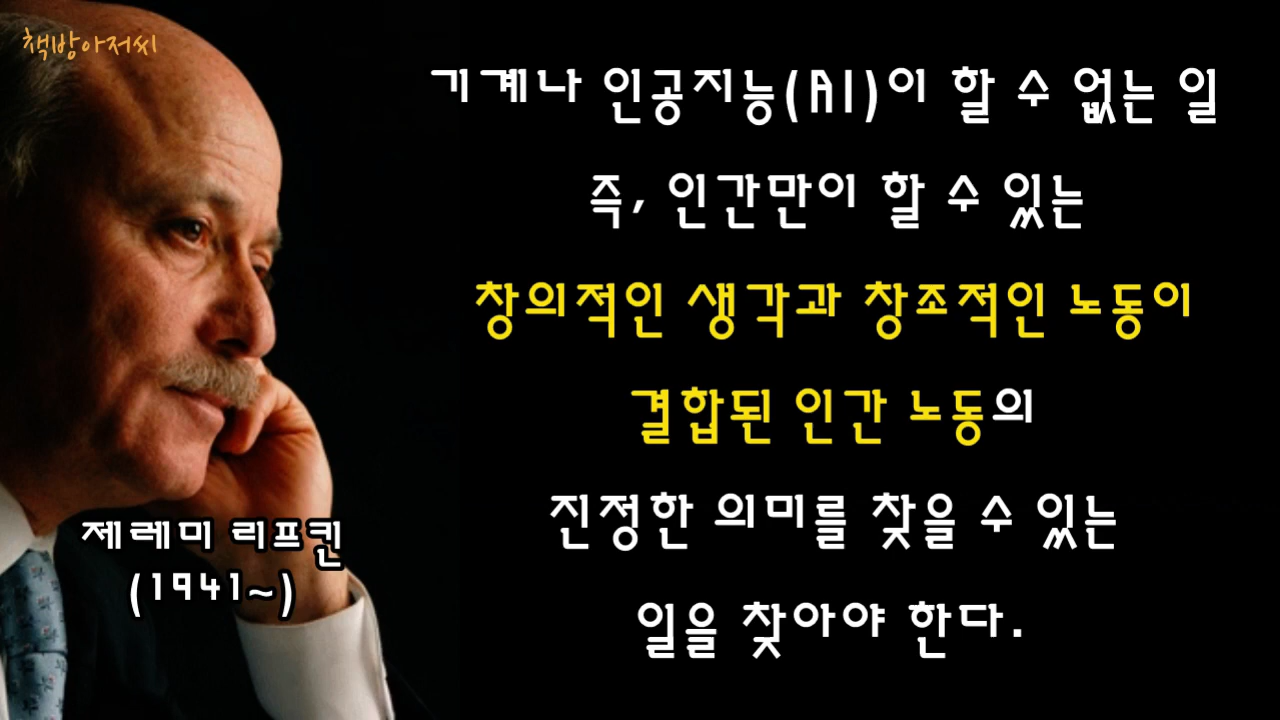 책방아저씨
기계나 인공지능(AI)이 할 수 없는 일
즉, 인간만이 할 수 있는
창의적인 생각과 창조적인 노동이
결합된 인간 노동의
진정한 의미를 찾을 수 있는
일을 찾아야 한다.
제레미 리프킨
(1941~)